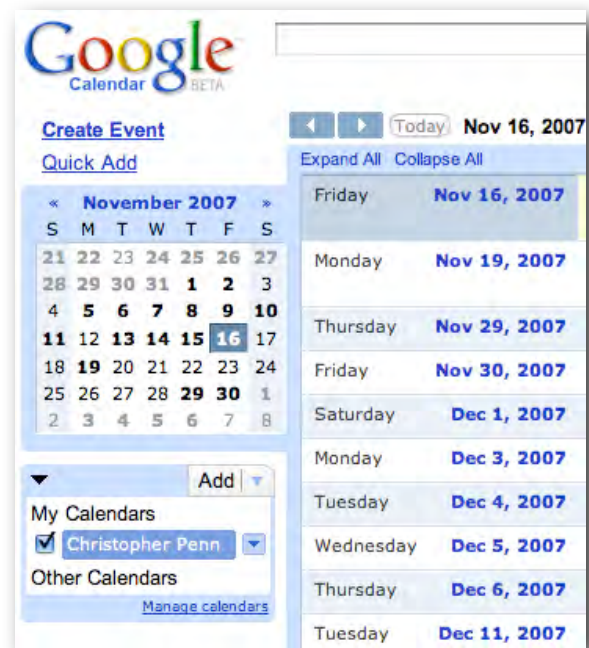 Google
Calendar BETA
Create Event
Quick Add
« November 2007 »
S M T W T F S
21 22 23 24 25 26 27
28 29 30 31 1 2 3
4 5 6 7 8 9 10
11 12 13 14 15 16 17
18 19 20 21 22 23 24
25 26 27 28 29 30 1
2 3 4 5 6 7 8
Add
My Calendars
Christopher Penn
Other Calendars
Manage calendars
Today Nov 16, 2007
Expand All Collapse All
Friday Nov 16, 2007
Monday Nov 19, 2007
Thursday Nov 29, 2007
Friday Nov 30, 2007
Saturday Dec 1, 2007
Monday Dec 3, 2007
Tuesday Dec 4, 2007
Wednesday Dec 5, 2007
Thursday Dec 6, 2007
Tuesday Dec 11, 2007